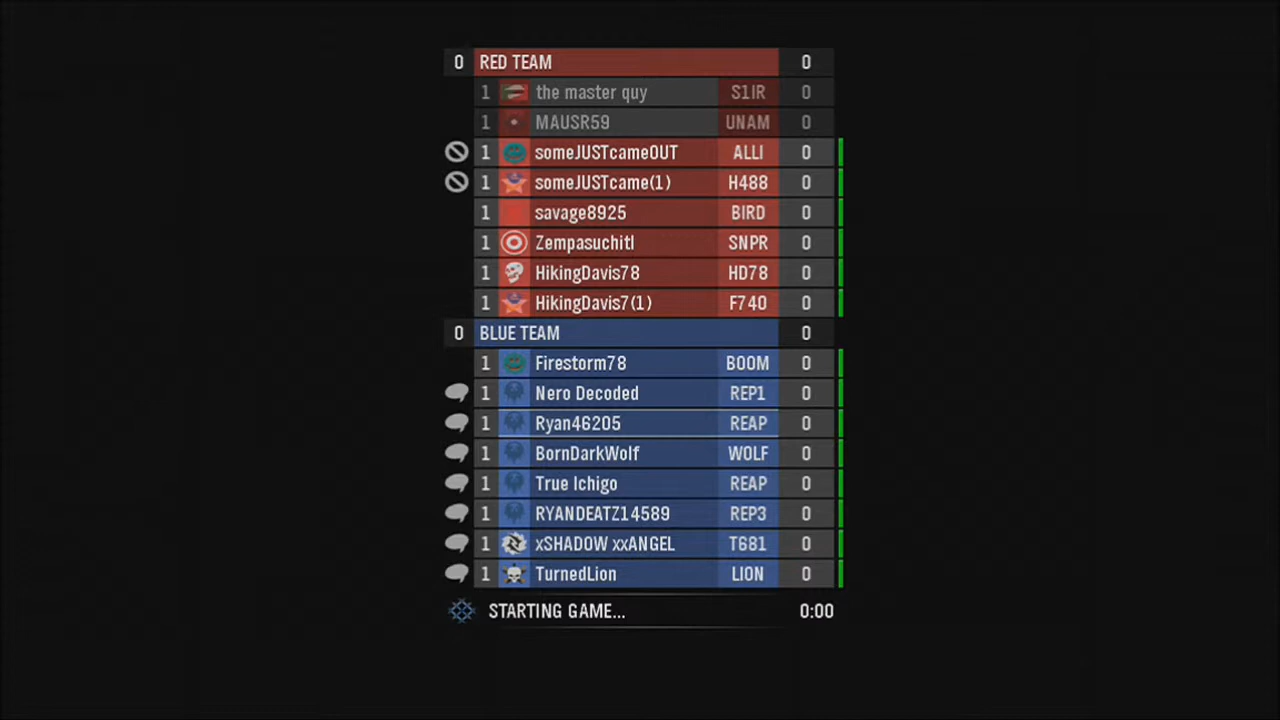 0 RED TEAM 0
1 the master quy S1IR 0
1 MAUSR59 UNAM 0
1 someJUSTcameOUT ALLI 0
1 someJUSTcame(1) H488 0
1 savage8925 BIRD 0
1 Zempasuchitl SNPR 0
1 HikingDavis78 HD78 0
1 HikingDavis7(1) F740 0
0 BLUE TEAM 0
1 Firestorm78 BOOM 0
1 Nero Decoded REP1 0
1 Ryan46205 REAP 0
1 BornDarkWolf WOLF 0
1 True Ichigo REAP 0
1 RYANDEATZ14589 REP3 0
1 xSHADOW xxANGEL T681 0
1 TurnedLion LION 0
STARTING GAME... 0:00